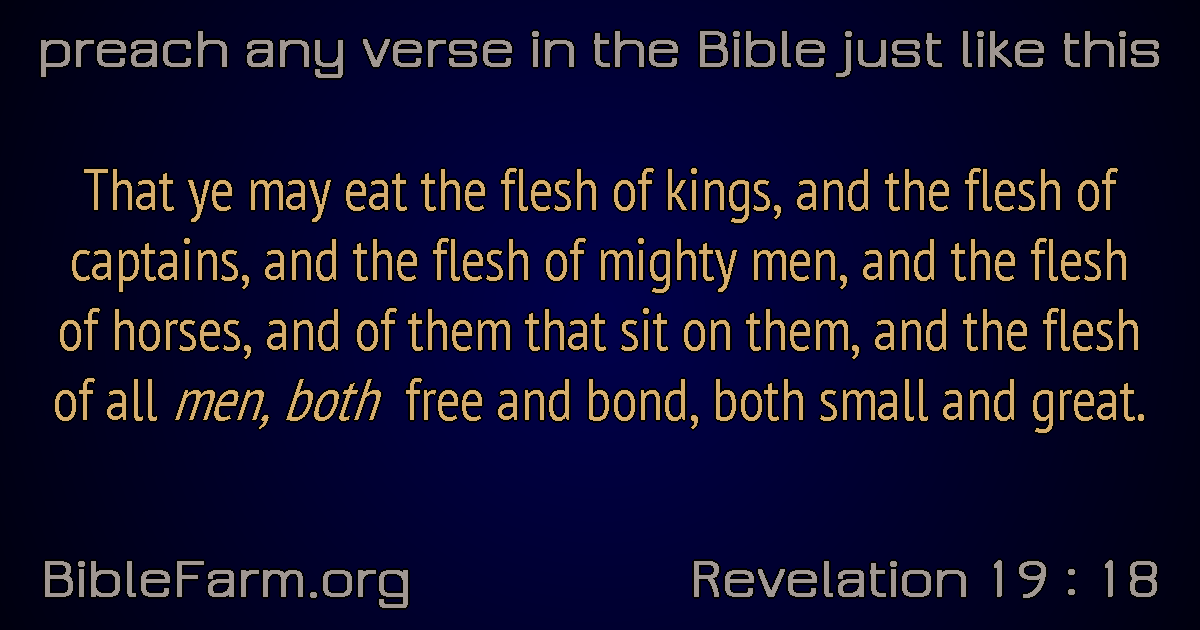 preach any verse in the Bible just like this
That ye may eat the flesh of kings, and the flesh of
captains, and the flesh of mighty men, and the flesh
of horses, and of them that sit on them, and the flesh
of all men, both free and bond, both small and great.
BibleFarm.org
Revelation 19 : 18